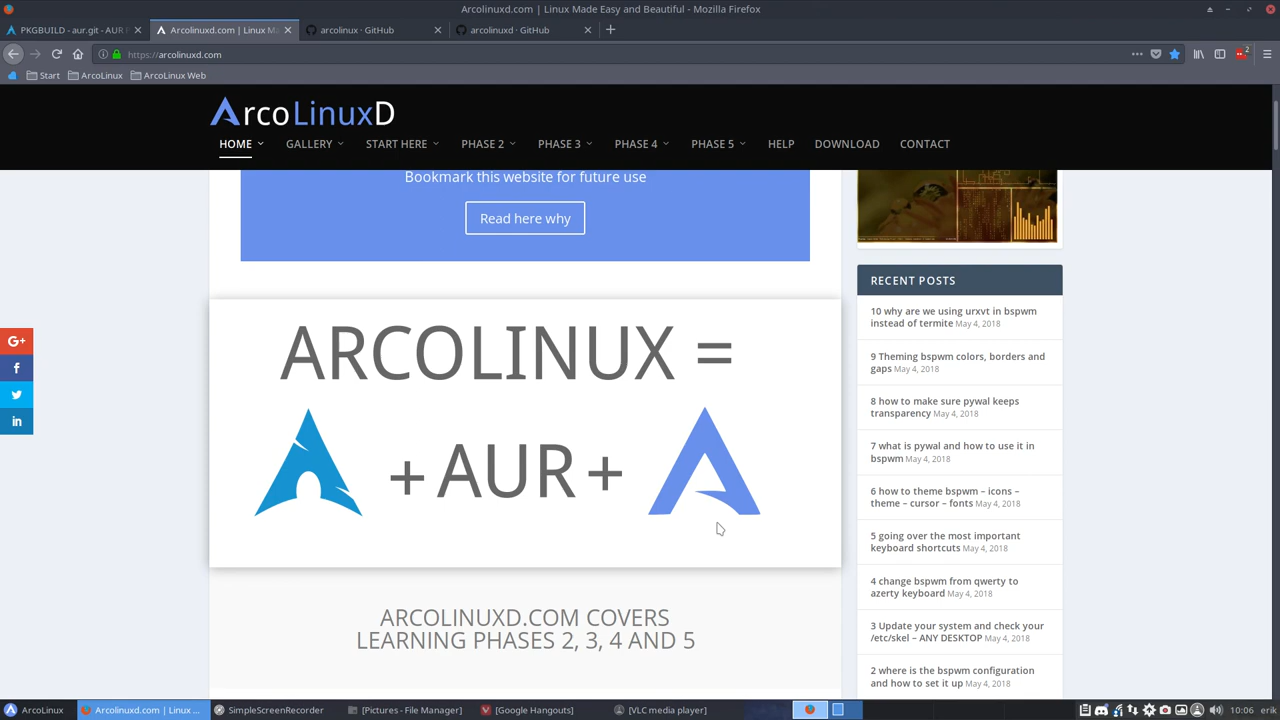 Arcolinuxd.com | Linux Made Easy and Beautiful - Mozilla Firefox
PKGBUILD - aur.git - AUR
Arcolinuxd.com | Linux Ma
arcolinux · GitHub
arcolinuxd · GitHub
https://arcolinuxd.com
2
Start
ArcoLinux
ArcoLinux Web
ArcoLinuxD
HOME
GALLERY
START HERE
PHASE 2
PHASE 3
PHASE 4
PHASE 5
HELP
DOWNLOAD
CONTACT
Bookmark this website for future use
Read here why
ARCOLINUX =
+ AUR +
ARCOLINUXD.COM COVERS
LEARNING PHASES 2, 3, 4 AND 5
RECENT POSTS
10 why are we using urxvt in bspwm
instead of termite May 4, 2018
9 Theming bspwm colors, borders and
gaps May 4, 2018
8 how to make sure pywal keeps
transparency May 4, 2018
7 what is pywal and how to use it in
bspwm May 4, 2018
6 how to theme bspwm – icons –
theme – cursor – fonts May 4, 2018
5 going over the most important
keyboard shortcuts May 4, 2018
4 change bspwm from qwerty to
azerty keyboard May 4, 2018
3 Update your system and check your
/etc/skel – ANY DESKTOP May 4, 2018
2 where is the bspwm configuration
and how to set it up May 4, 2018
G+
f
in
ArcoLinux
Arcolinuxd.com | Linux ...
SimpleScreenRecorder
[Pictures - File Manager]
[Google Hangouts]
[VLC media player]
10:06
erik